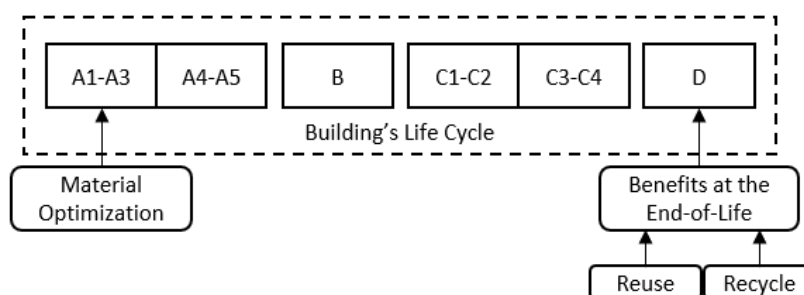 A1-A3 A4-A5 B C1-C2 C3-C4 D
Building's Life Cycle
Material
Optimization
Benefits at the
End-of-Life
Reuse
Recycle